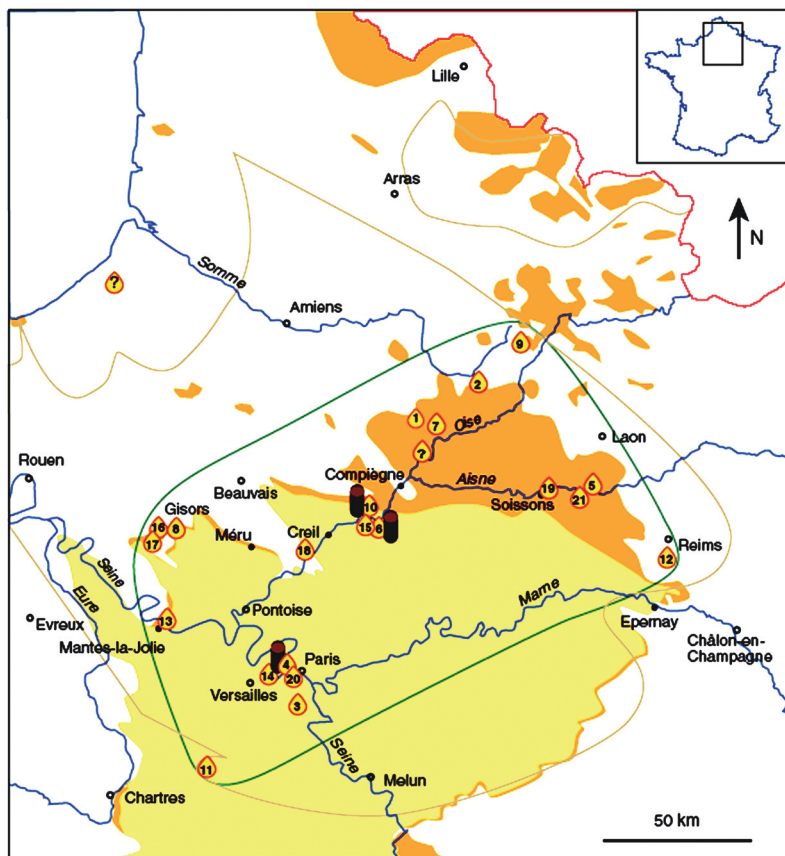 Lille
Arras
N
?
Somme
Amiens
9
2
1
7
Oise
?
Laon
Rouen
Compiègne
Aisne
Beauvais
19
5
Soissons
21
10
Gisors
16
8
17
Méru
Creil
15
6
18
Reims
12
Seine
Eure
Marne
Pontoise
Evreux
13
Mantes-la-Jolie
Epernay
Châlon-en-
Champagne
4
Paris
14
20
Versailles
3
Seine
11
Melun
Chartres
50 km